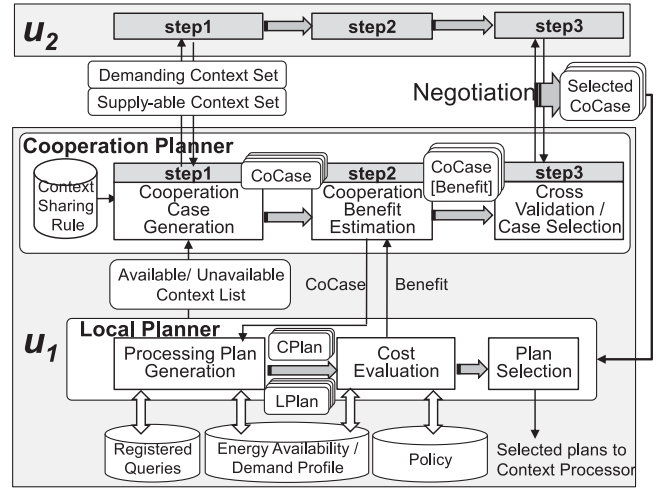 u2
step1
step2
step3
Demanding Context Set
Supply-able Context Set
Negotiation
Selected
CoCase
Cooperation Planner
Context
Sharing
Rule
step1
Cooperation
Case
Generation
CoCase
step2
Cooperation
Benefit
Estimation
CoCase
[Benefit]
step3
Cross
Validation /
Case Selection
Available/ Unavailable
Context List
CoCase
Benefit
u1
Local Planner
Processing Plan
Generation
CPlan
LPlan
Cost
Evaluation
Plan
Selection
Registered
Queries
Energy Availability /
Demand Profile
Policy
Selected plans to
Context Processor